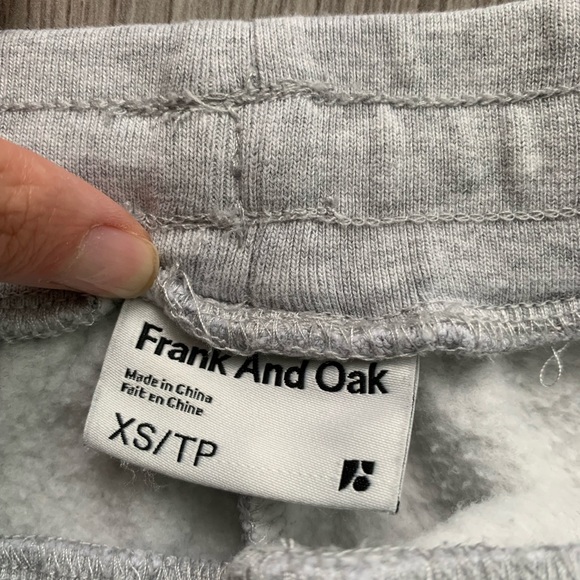 Frank And Oak
Made in China
Fait en Chine
XS/TP